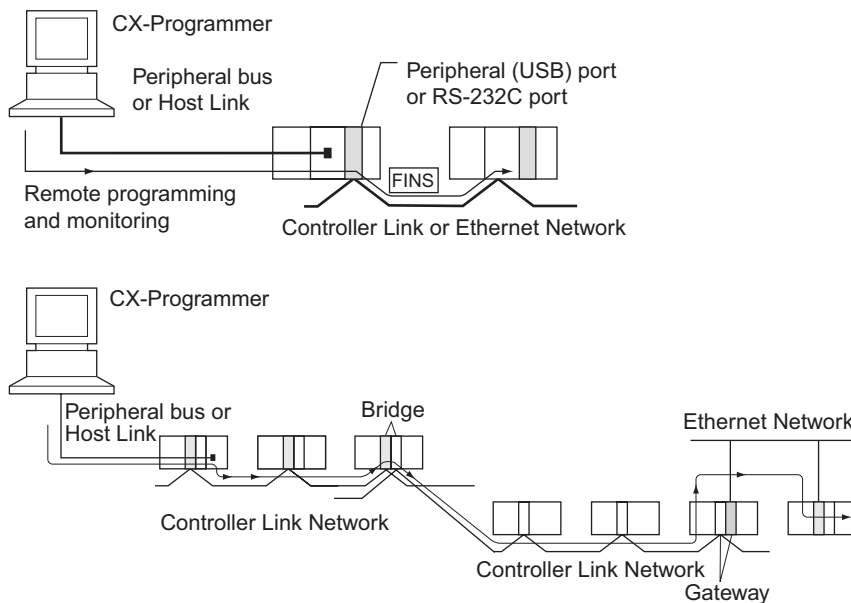 CX-Programmer
Peripheral bus
or Host Link
Peripheral (USB) port
or RS-232C port
FINS
Remote programming
and monitoring
Controller Link or Ethernet Network
CX-Programmer
Peripheral bus or
Host Link
Bridge
Ethernet Network
Controller Link Network
Controller Link Network
Gateway